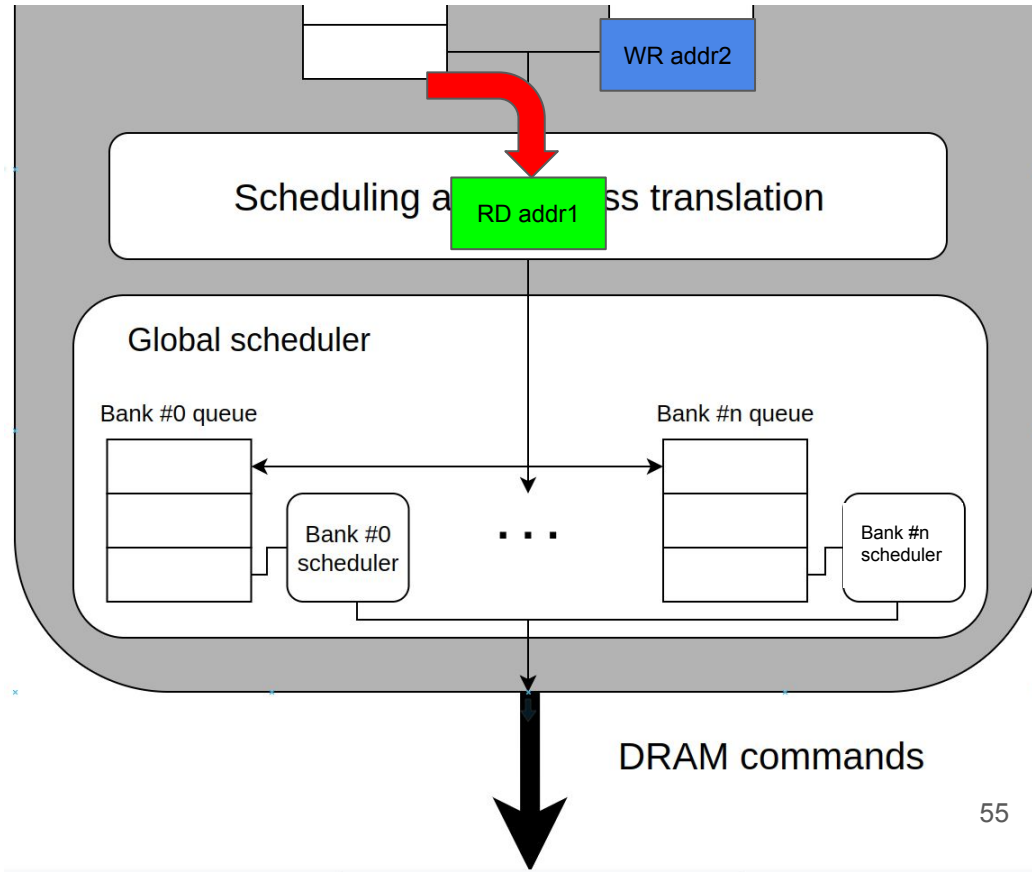 WR addr2
Scheduling a
RD addr1
ss translation
Global scheduler
Bank #0 queue
Bank #n queue
Bank #0
scheduler
. . .
Bank #n
scheduler
DRAM commands
55